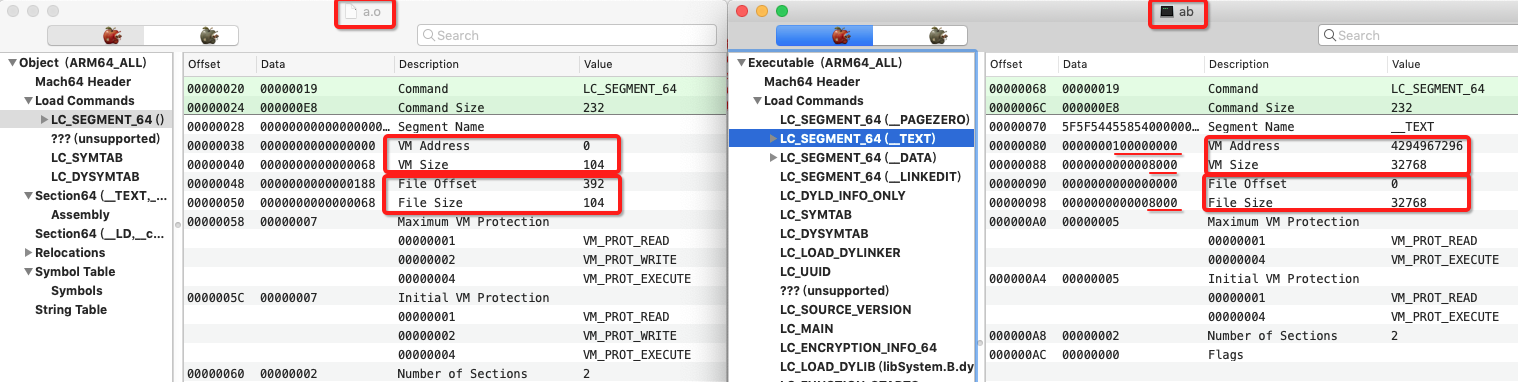 a.o
Search
Object (ARM64_ALL)
Mach64 Header
Load Commands
LC_SEGMENT_64 ()
??? (unsupported)
LC_SYMTAB
LC_DYSYMTAB
Section64 (__TEXT,_...
Assembly
Section64 (__LD,__c...
Relocations
Symbol Table
Symbols
String Table
Offset Data Description Value
00000020 00000019 Command LC_SEGMENT_64
00000024 000000E8 Command Size 232
00000028 0000000000000000... Segment Name
00000038 0000000000000000 VM Address 0
00000040 0000000000000068 VM Size 104
00000048 0000000000000188 File Offset 392
00000050 0000000000000068 File Size 104
00000058 00000007 Maximum VM Protection
00000001 VM_PROT_READ
00000002 VM_PROT_WRITE
00000004 VM_PROT_EXECUTE
0000005C 00000007 Initial VM Protection
00000001 VM_PROT_READ
00000002 VM_PROT_WRITE
00000004 VM_PROT_EXECUTE
00000060 00000002 Number of Sections 2
ab
Search
Executable (ARM64_ALL)
Mach64 Header
Load Commands
LC_SEGMENT_64 (__PAGEZERO)
LC_SEGMENT_64 (__TEXT)
LC_SEGMENT_64 (__DATA)
LC_SEGMENT_64 (__LINKEDIT)
LC_DYLD_INFO_ONLY
LC_SYMTAB
LC_DYSYMTAB
LC_LOAD_DYLINKER
LC_UUID
??? (unsupported)
LC_SOURCE_VERSION
LC_MAIN
LC_ENCRYPTION_INFO_64
LC_LOAD_DYLIB (libSystem.B.dy
Offset Data Description Value
00000068 00000019 Command LC_SEGMENT_64
0000006C 000000E8 Command Size 232
00000070 5F5F54455854000000... Segment Name __TEXT
00000080 0000000100000000 VM Address 4294967296
00000088 0000000000008000 VM Size 32768
00000090 0000000000000000 File Offset 0
00000098 0000000000008000 File Size 32768
000000A0 00000005 Maximum VM Protection
00000001 VM_PROT_READ
00000004 VM_PROT_EXECUTE
000000A4 00000005 Initial VM Protection
00000001 VM_PROT_READ
00000004 VM_PROT_EXECUTE
000000A8 00000002 Number of Sections 2
000000AC 00000000 Flags